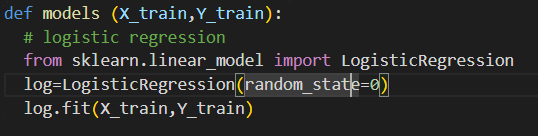 def models (X_train,Y_train):
  # logistic regression
  from sklearn.linear_model import LogisticRegression
  log=LogisticRegression(random_state=0)
  log.fit(X_train,Y_train)